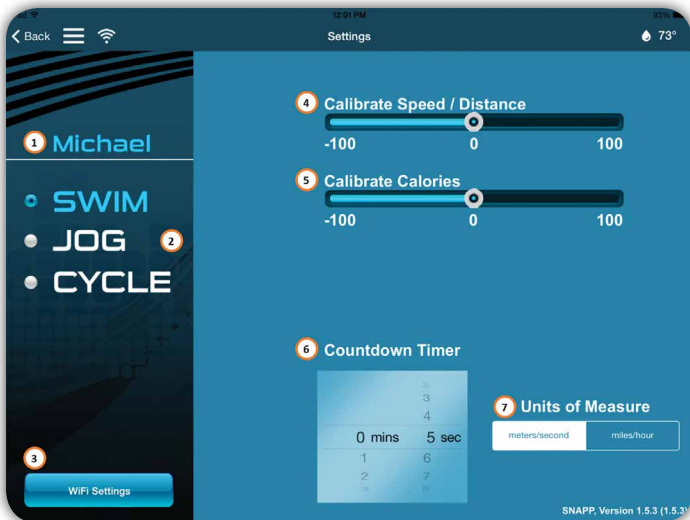 12:01 PM
93%
Back
Settings
73°
1 Michael
SWIM
JOG 2
CYCLE
3
WiFi Settings
4 Calibrate Speed / Distance
-100 0 100
5 Calibrate Calories
-100 0 100
6 Countdown Timer
3
4
0 mins 5 sec
1 6
2 7
7 Units of Measure
meters/second miles/hour
SNAPP, Version 1.5.3 (1.5.3)